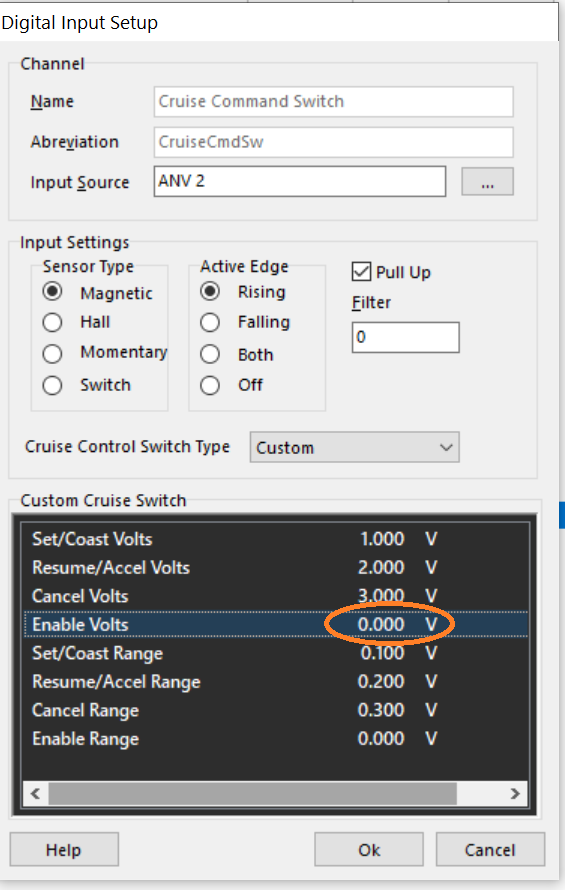 Digital Input Setup
Channel
Name Cruise Command Switch
Abreviation CruiseCmdSw
Input Source ANV 2 ...
Input Settings
Sensor Type Active Edge Pull Up
Magnetic Rising
Hall Falling Filter
Momentary Both 0
Switch Off
Cruise Control Switch Type Custom
Custom Cruise Switch
Set/Coast Volts 1.000 V
Resume/Accel Volts 2.000 V
Cancel Volts 3.000 V
Enable Volts 0.000 V
Set/Coast Range 0.100 V
Resume/Accel Range 0.200 V
Cancel Range 0.300 V
Enable Range 0.000 V
Help Ok Cancel